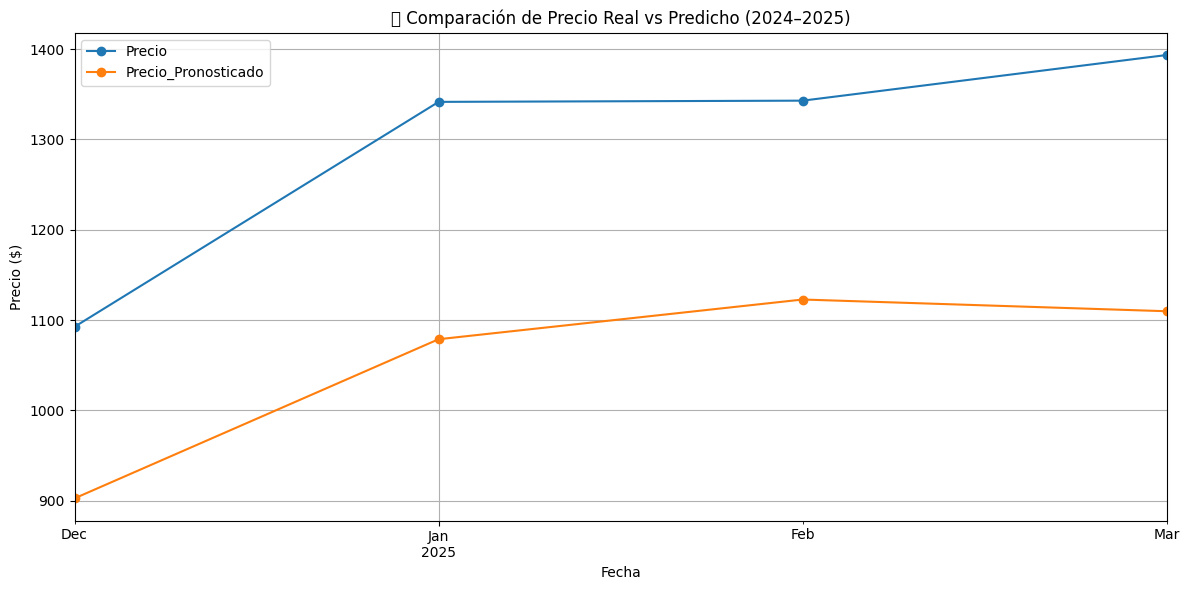 Comparación de Precio Real vs Predicho (2024–2025)
Precio
Precio_Pronosticado
Precio ($)
1400
1300
1200
1100
1000
900
Dec
Jan
2025
Feb
Mar
Fecha